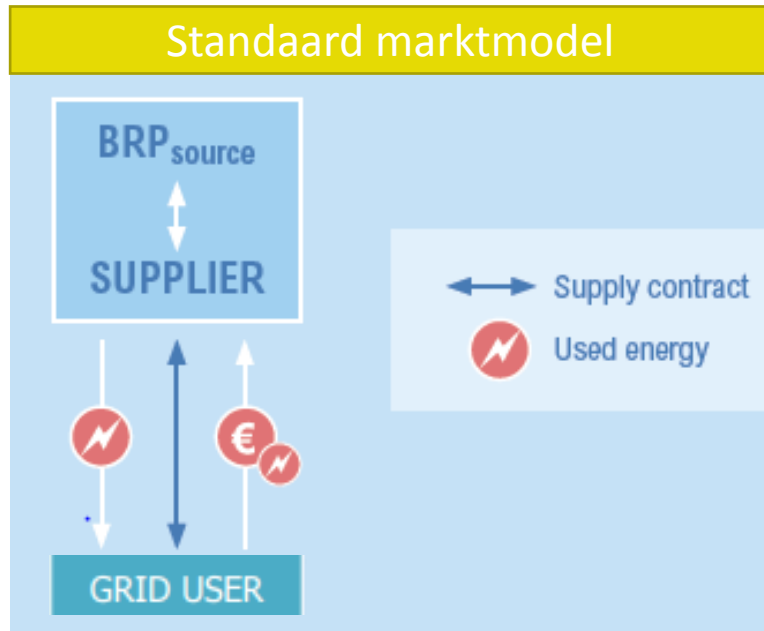 Standaard marktmodel
BRPsource
SUPPLIER
Supply contract
Used energy
€
GRID USER